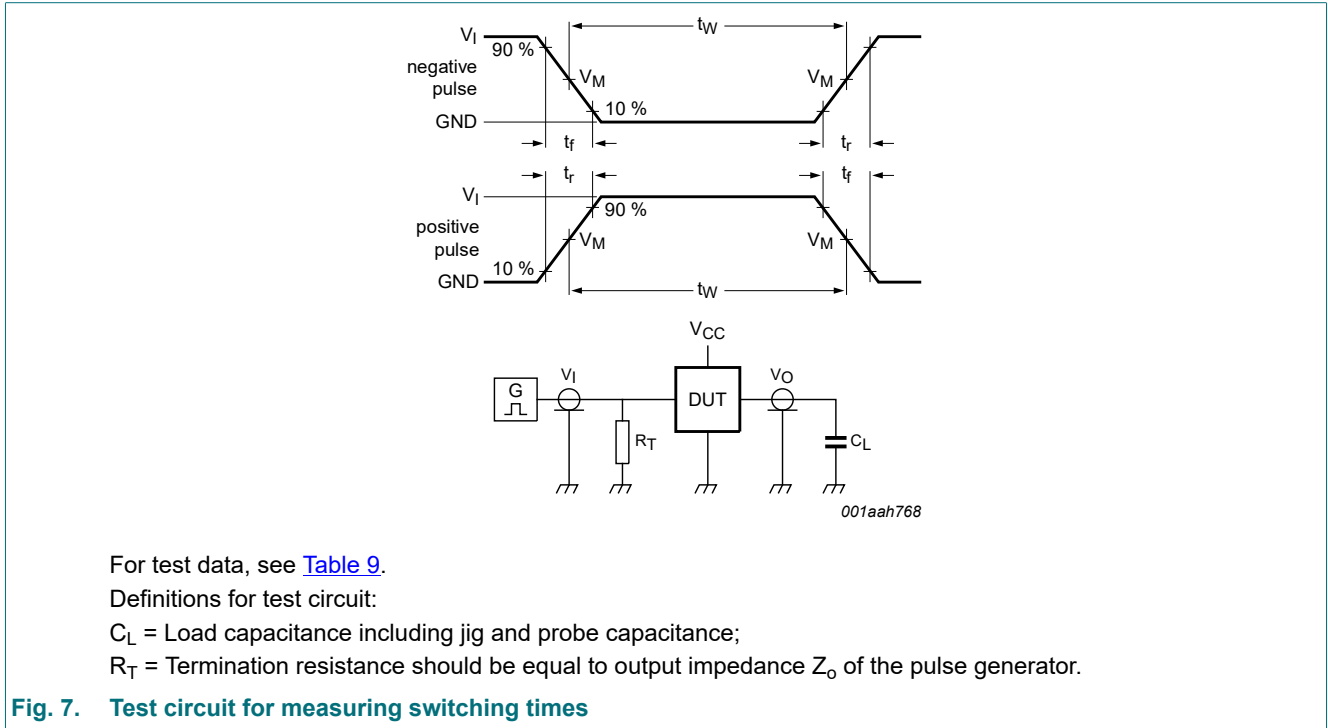 tW
VI
90 %
negative
pulse
VM
VM
10 %
GND
tf
tr
tr
tf
VI
90 %
positive
pulse
VM
VM
10 %
GND
tW
VCC
VI
VO
G
DUT
RT
CL
001aah768
For test data, see Table 9.
Definitions for test circuit:
CL = Load capacitance including jig and probe capacitance;
RT = Termination resistance should be equal to output impedance Zo of the pulse generator.
Fig. 7. Test circuit for measuring switching times